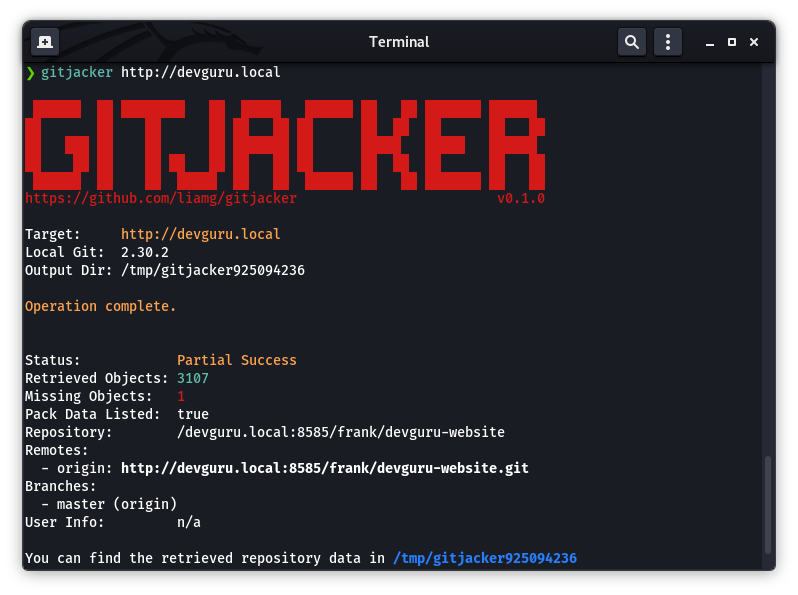 Terminal
❯ gitjacker http://devguru.local
GITJACKER
https://github.com/liamg/gitjacker v0.1.0
Target: http://devguru.local
Local Git: 2.30.2
Output Dir: /tmp/gitjacker925094236
Operation complete.
Status: Partial Success
Retrieved Objects: 3107
Missing Objects: 1
Pack Data Listed: true
Repository: /devguru.local:8585/frank/devguru-website
Remotes:
- origin: http://devguru.local:8585/frank/devguru-website.git
Branches:
- master (origin)
User Info: n/a
You can find the retrieved repository data in /tmp/gitjacker925094236